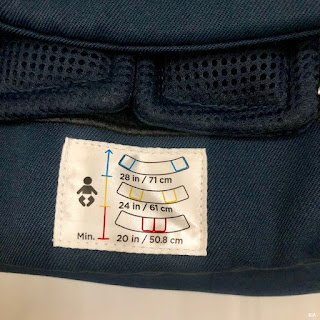 28 in / 71 cm
24 in / 61 cm
Min. 20 in / 50.8 cm